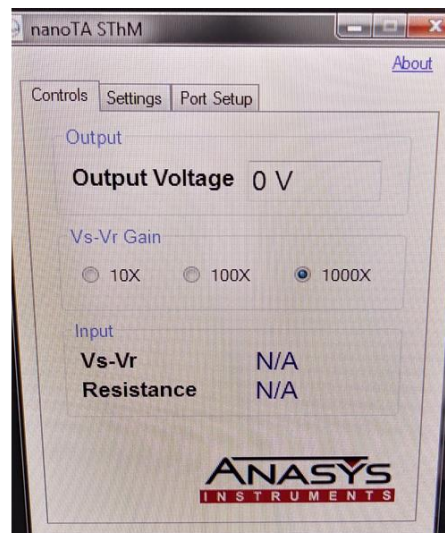 nanoTA SThM
About
Controls Settings Port Setup
Output
Output Voltage 0 V
Vs-Vr Gain
10X 100X 1000X
Input
Vs-Vr N/A
Resistance N/A
ANASYS
INSTRUMENTS